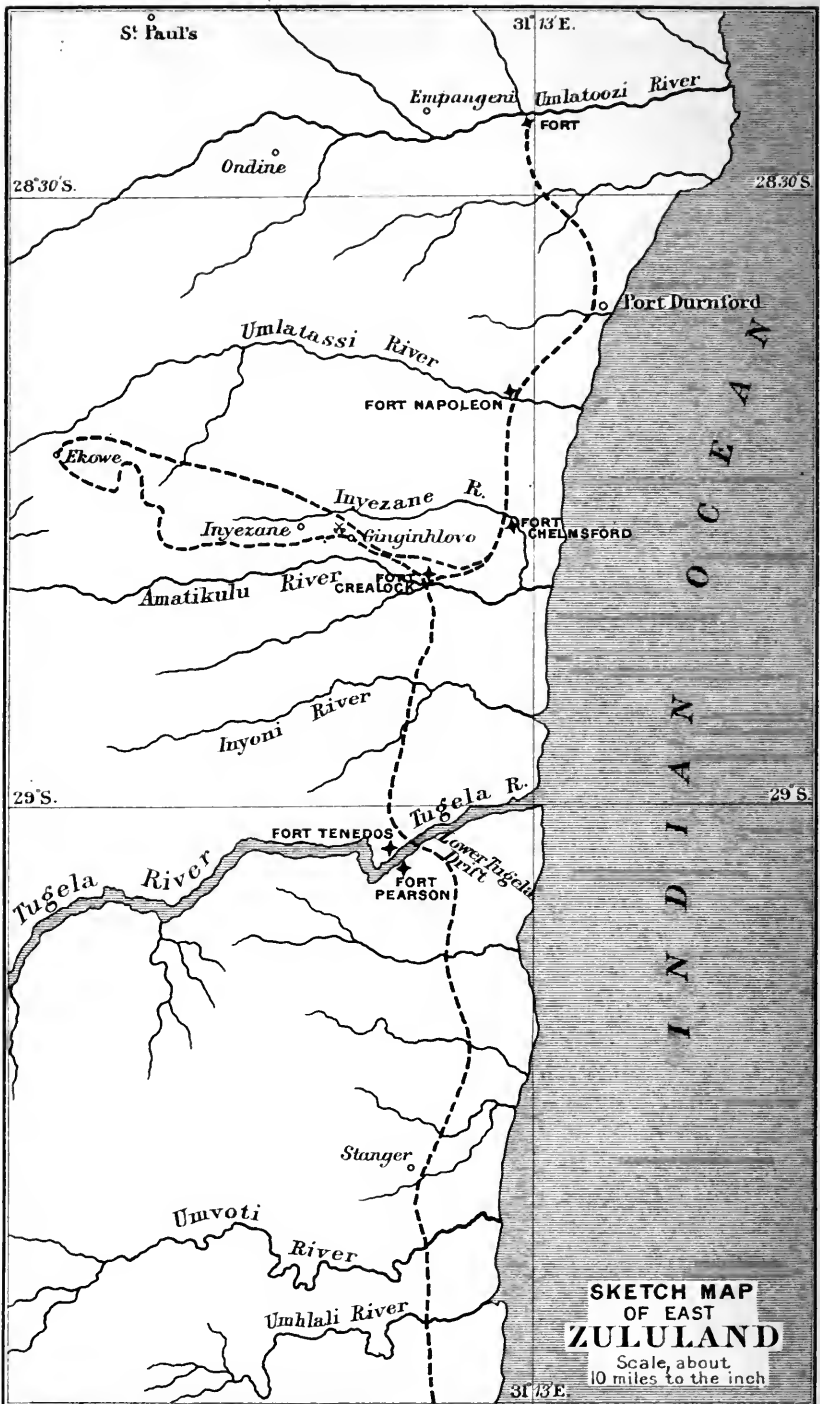 St. Paul's
31°13'E.
Empangeni
Umlatoozi River
FORT
Ondine
28°30'S.
28.30'S.
Port Durnford
Umlatassi River
FORT NAPOLEON
Ekowe
Inyezane R.
Inyezane
Ginginhlovo
FORT
CHELMSFORD
FORT
CREALOCK
Amatikulu River
Inyoni River
INDIAN OCEAN
29°S.
29°S.
Tugela R.
FORT TENEDOS
Lower Tugela
Drift
FORT
PEARSON
Tugela River
Stanger
Umvoti River
Umhlali River
SKETCH MAP
OF EAST
ZULULAND
Scale, about
10 miles to the inch
31°13'E.